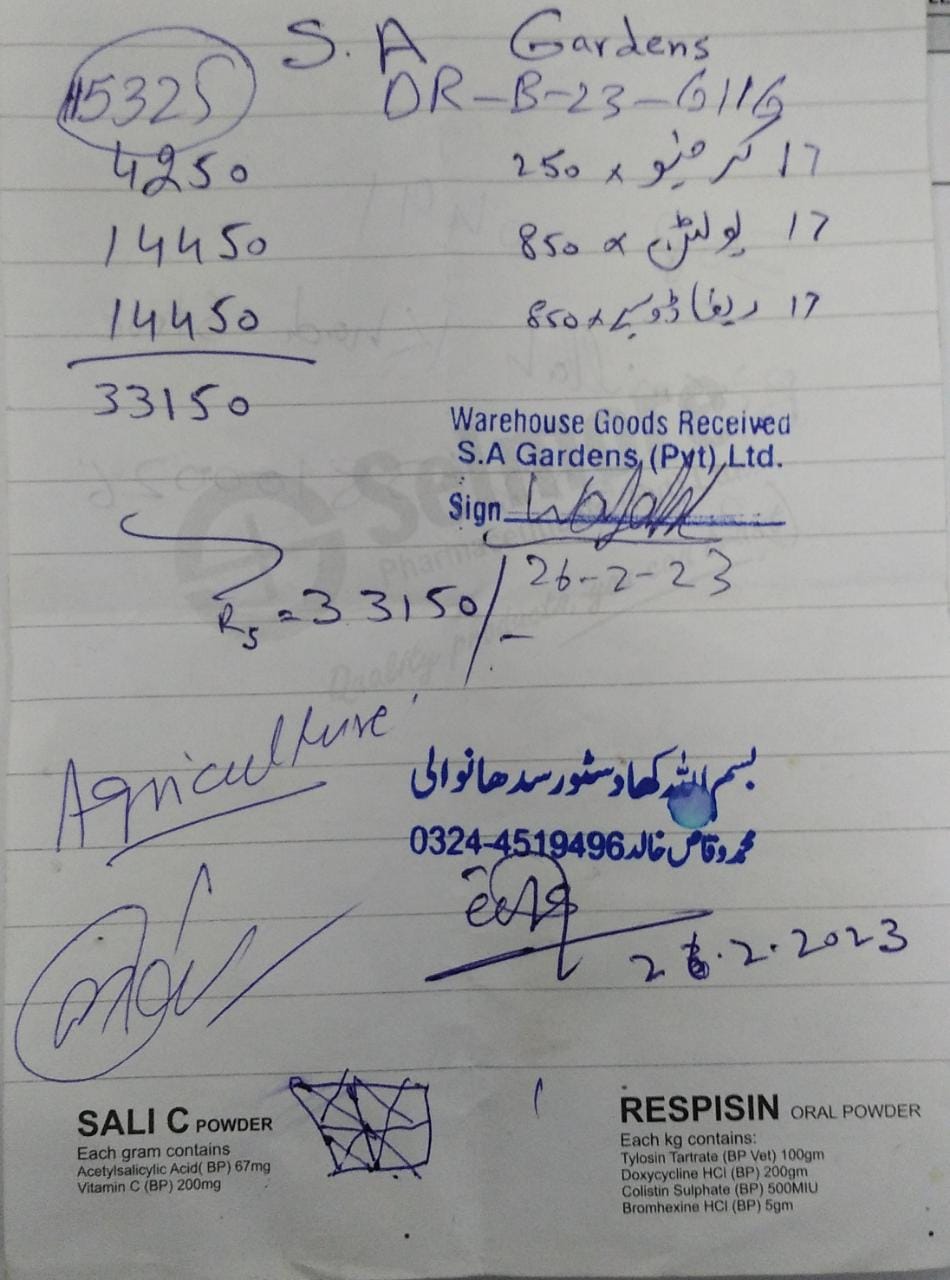 S. A Gardens
15325
DR-B-23-6116
4250 250 x 17
14450 850 x پولٹرن 17
14450 850 x 17
33150
Warehouse Goods Received
S.A Gardens (Pvt) Ltd.
Sign
26-2-23
Rs = 33150/-
Quality
Agriculture
بسم اللہ کھاد سٹور سدھانوالی
محمد وقاص خالد 0324-4519496
26.2.2023
SALI C POWDER
Each gram contains
Acetylsalicylic Acid( BP) 67mg
Vitamin C (BP) 200mg
RESPISIN ORAL POWDER
Each kg contains:
Tylosin Tartrate (BP Vet) 100gm
Doxycycline HCl (BP) 200gm
Colistin Sulphate (BP) 500MIU
Bromhexine HCl (BP) 5gm